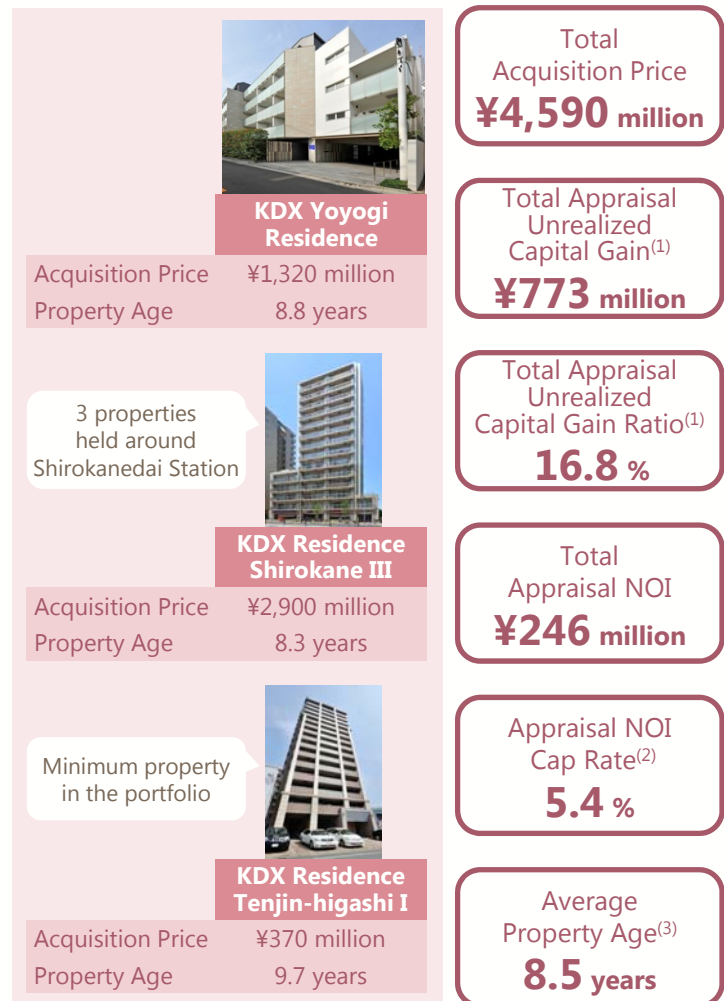 KDX Yoyogi
Residence
Acquisition Price ¥1,320 million
Property Age 8.8 years
3 properties
held around
Shirokanedai Station
KDX Residence
Shirokane III
Acquisition Price ¥2,900 million
Property Age 8.3 years
Minimum property
in the portfolio
KDX Residence
Tenjin-higashi I
Acquisition Price ¥370 million
Property Age 9.7 years
Total
Acquisition Price
¥4,590 million
Total Appraisal
Unrealized
Capital Gain(1)
¥773 million
Total Appraisal
Unrealized
Capital Gain Ratio(1)
16.8 %
Total
Appraisal NOI
¥246 million
Appraisal NOI
Cap Rate(2)
5.4 %
Average
Property Age(3)
8.5 years